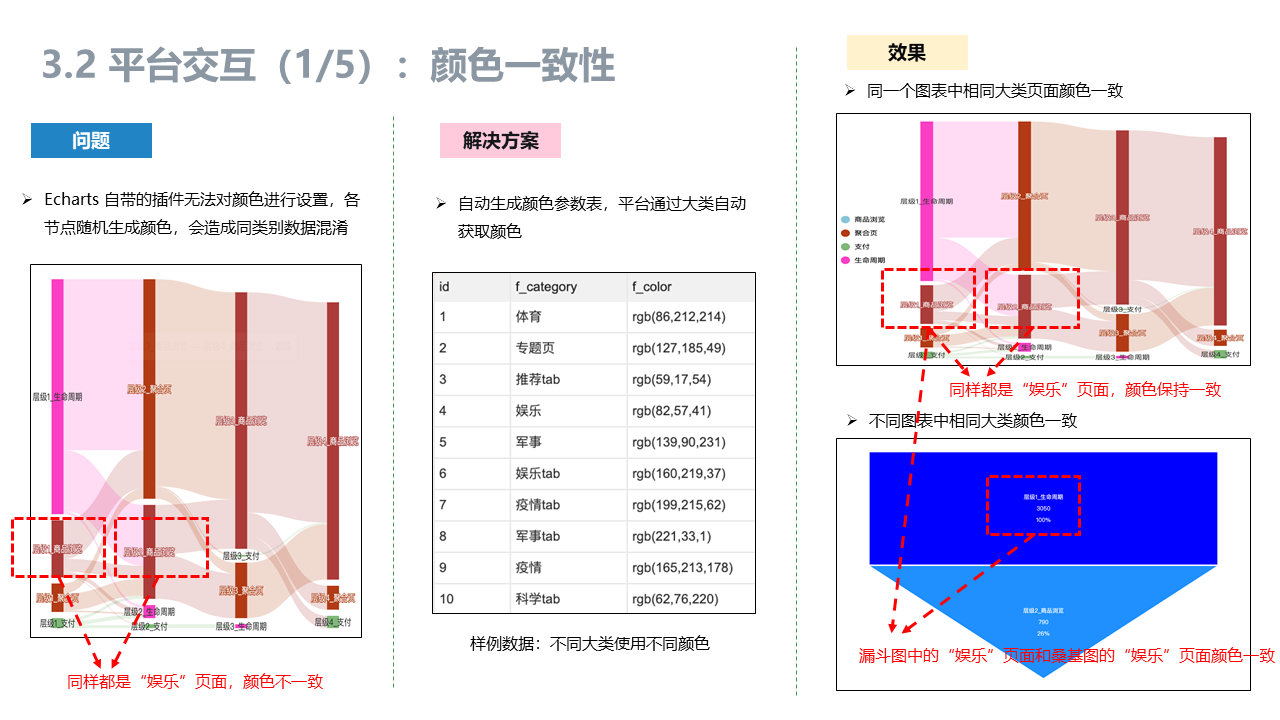 3.2 平台交互（1/5）：颜色一致性
问题
➢ Echarts 自带的插件无法对颜色进行设置，各
节点随机生成颜色，会造成同类别数据混淆
层级1_生命周期
层级2_聚合页
层级3_商品浏览
层级4_商品浏览
层级1_商品浏览
层级2_商品浏览
层级3_支付
层级1_聚合页
层级3_聚合页
层级4_聚合页
层级2_生命周期
层级1_支付
层级2_支付
层级3_生命周期
层级4_支付
同样都是“娱乐”页面，颜色不一致
解决方案
➢ 自动生成颜色参数表，平台通过大类自动
获取颜色
id f_category f_color
1 体育 rgb(86,212,214)
2 专题页 rgb(127,185,49)
3 推荐tab rgb(59,17,54)
4 娱乐 rgb(82,57,41)
5 军事 rgb(139,90,231)
6 娱乐tab rgb(160,219,37)
7 疫情tab rgb(199,215,62)
8 军事tab rgb(221,33,1)
9 疫情 rgb(165,213,178)
10 科学tab rgb(62,76,220)
样例数据：不同大类使用不同颜色
效果
➢ 同一个图表中相同大类页面颜色一致
层级1_生命周期
层级2_聚合页
层级3_商品浏览
层级4_商品浏览
商品浏览
聚合页
支付
生命周期
层级1_商品浏览
层级2_商品浏览
层级3_支付
层级1_聚合页
层级3_聚合页
层级4_聚合页
层级2_生命周期
层级1_支付
层级2_支付
层级3_生命周期
层级4_支付
同样都是“娱乐”页面，颜色保持一致
➢ 不同图表中相同大类颜色一致
层级1_生命周期
3050
100%
层级2_商品浏览
790
26%
漏斗图中的“娱乐”页面和桑基图的“娱乐”页面颜色一致